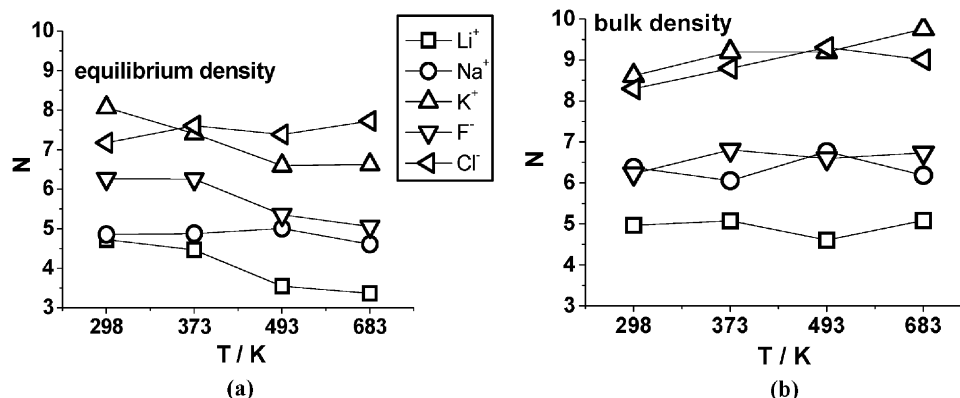 10
9
8
7
6
5
4
3
N
equilibrium density
298 373 493 683
T / K
(a)
Li+
Na+
K+
F-
Cl-
10
9
8
7
6
5
4
3
N
bulk density
298 373 493 683
T / K
(b)